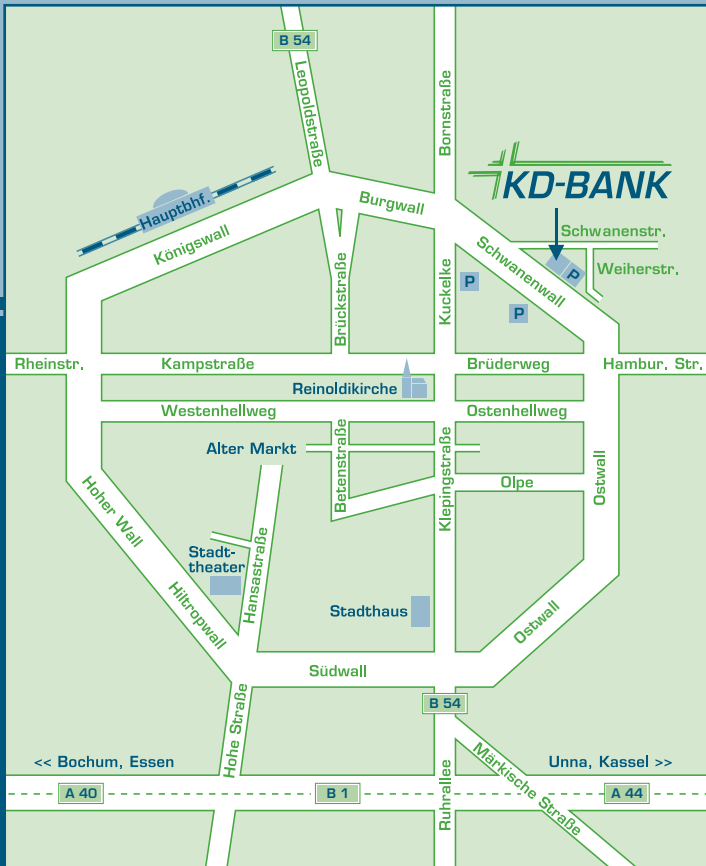 B 54
Leopoldstraße
Bornstraße
KD-BANK
Hauptbhf.
Burgwall
Königswall
Schwanenstr.
Schwanenwall
Weiherstr.
P
P
P
Kuckelke
Brückstraße
Rheinstr.
Kampstraße
Brüderweg
Hambur. Str.
Reinoldikirche
Westenhellweg
Ostenhellweg
Alter Markt
Betenstraße
Klepingstraße
Olpe
Ostwall
Hoher Wall
Stadt-
theater
Hansastraße
Hiltropwall
Stadthaus
Ostwall
Südwall
B 54
Hohe Straße
<< Bochum, Essen
Märkische Straße
Unna, Kassel >>
A 40
B 1
Ruhrallee
A 44